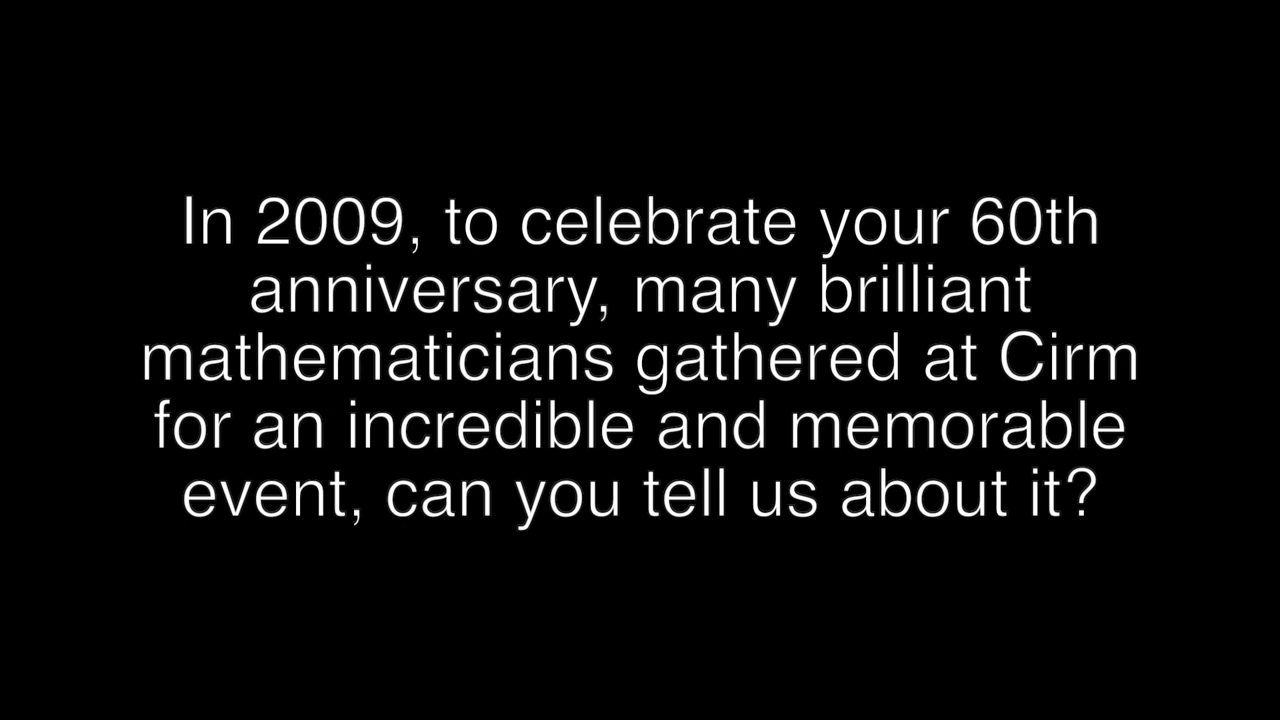 In 2009, to celebrate your 60th
anniversary, many brilliant
mathematicians gathered at Cirm
for an incredible and memorable
event, can you tell us about it?